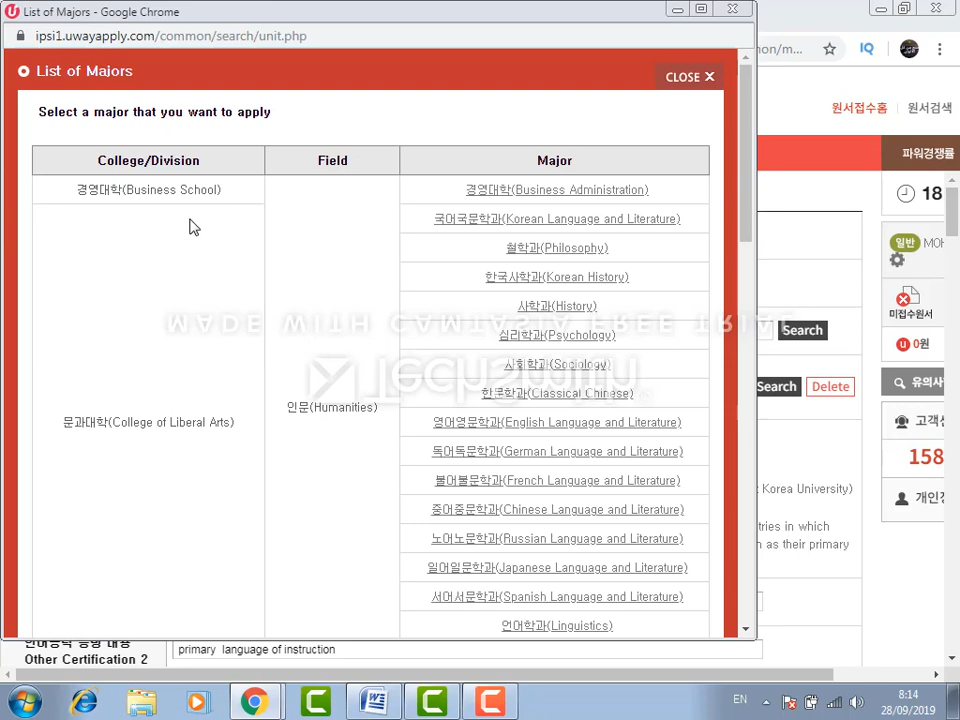 List of Majors - Google Chrome
ipsi1.uwayapply.com/common/search/unit.php
List of Majors
CLOSE X
Select a major that you want to apply
College/Division
Field
Major
경영대학(Business School)
경영대학(Business Administration)
국어국문학과(Korean Language and Literature)
철학과(Philosophy)
한국사학과(Korean History)
사학과(History)
심리학과(Psychology)
사회학과(Sociology)
한문학과(Classical Chinese)
문과대학(College of Liberal Arts)
인문(Humanities)
영어영문학과(English Language and Literature)
독어독문학과(German Language and Literature)
불어불문학과(French Language and Literature)
중어중문학과(Chinese Language and Literature)
노어노문학과(Russian Language and Literature)
일어일문학과(Japanese Language and Literature)
서어서문학과(Spanish Language and Literature)
언어학과(Linguistics)
MADE WITH CAMTASIA FREE TRIAL
TechSmith
mon/m...
IQ
원서접수홈
원서검색
파워경쟁률
18
일반
MOH
미접수원서
u 0원
Search
Search
Delete
유의사
고객센
158
개인정
t Korea University)
tries in which
n as their primary
Other Certification 2
primary language of instruction
EN
8:14
28/09/2019